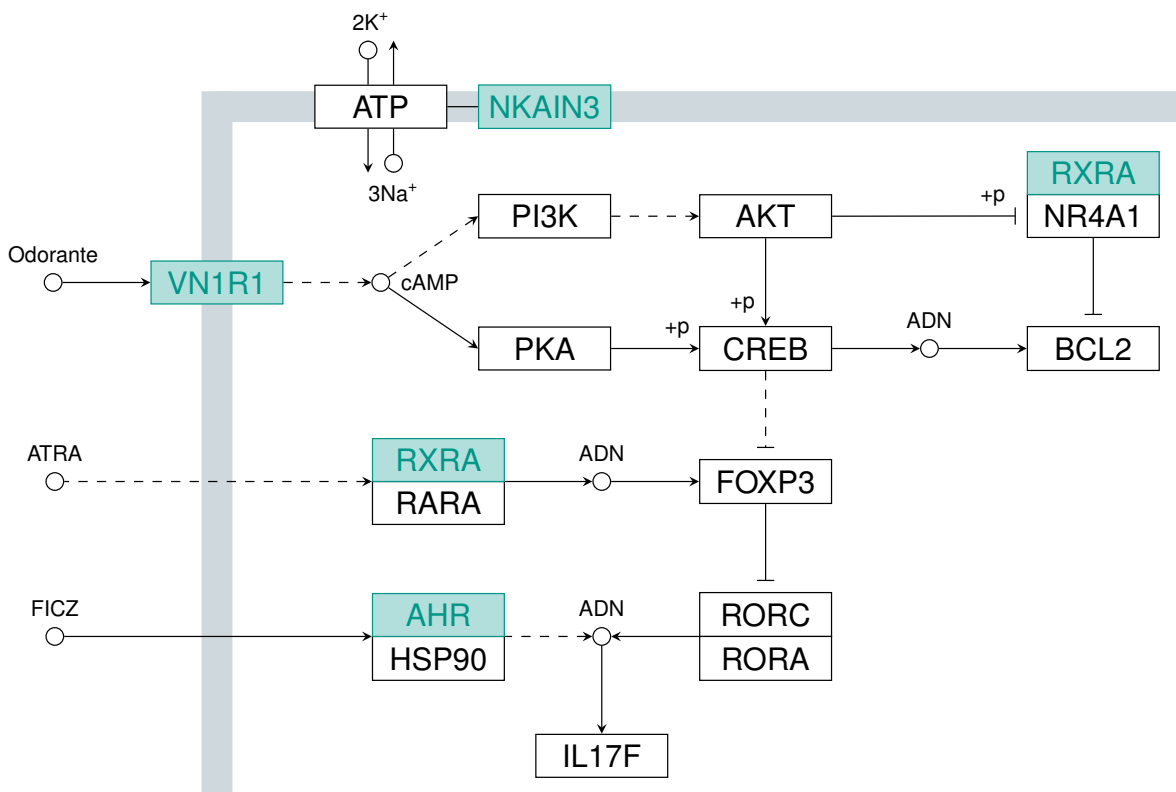 2K⁺
ATP
NKAIN3
3Na⁺
RXRA
PI3K
AKT
+p
NR4A1
Odorante
VN1R1
cAMP
+p
+p
ADN
PKA
CREB
BCL2
ATRA
RXRA
ADN
RARA
FOXP3
FICZ
AHR
ADN
RORC
HSP90
RORA
IL17F